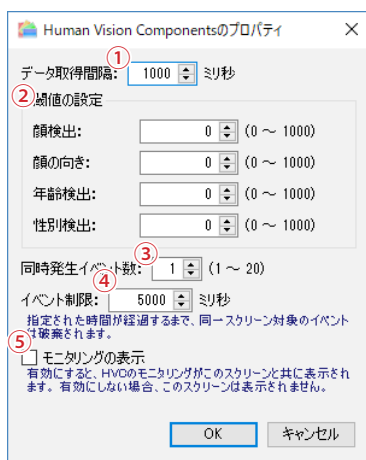 Human Vision Componentsのプロパティ
①
データ取得間隔: 1000 ミリ秒
②
閾値の設定
顔検出: 0 (0 ～ 1000)
顔の向き: 0 (0 ～ 1000)
年齢検出: 0 (0 ～ 1000)
性別検出: 0 (0 ～ 1000)
③
同時発生イベント数: 1 (1 ～ 20)
④
イベント制限: 5000 ミリ秒
指定された時間が経過するまで、同一スクリーン対象のイベント
は破棄されます。
⑤
モニタリングの表示
有効にすると、HVCのモニタリングがこのスクリーンと共に表示され
ます。有効にしない場合、このスクリーンは表示されません。
OK キャンセル